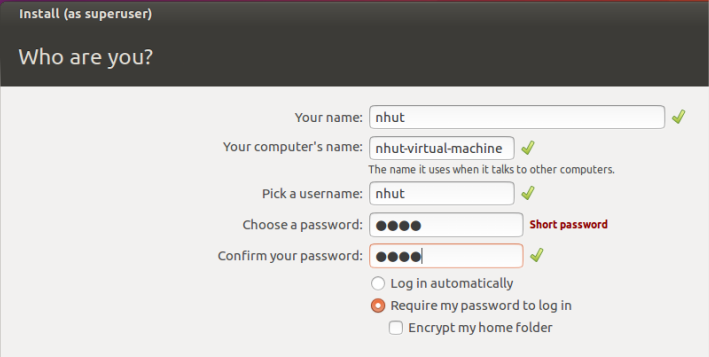 Install (as superuser)
Who are you?
Your name: nhut
Your computer's name: nhut-virtual-machine
The name it uses when it talks to other computers.
Pick a username: nhut
Choose a password: ●●●● Short password
Confirm your password: ●●●●
Log in automatically
Require my password to log in
Encrypt my home folder